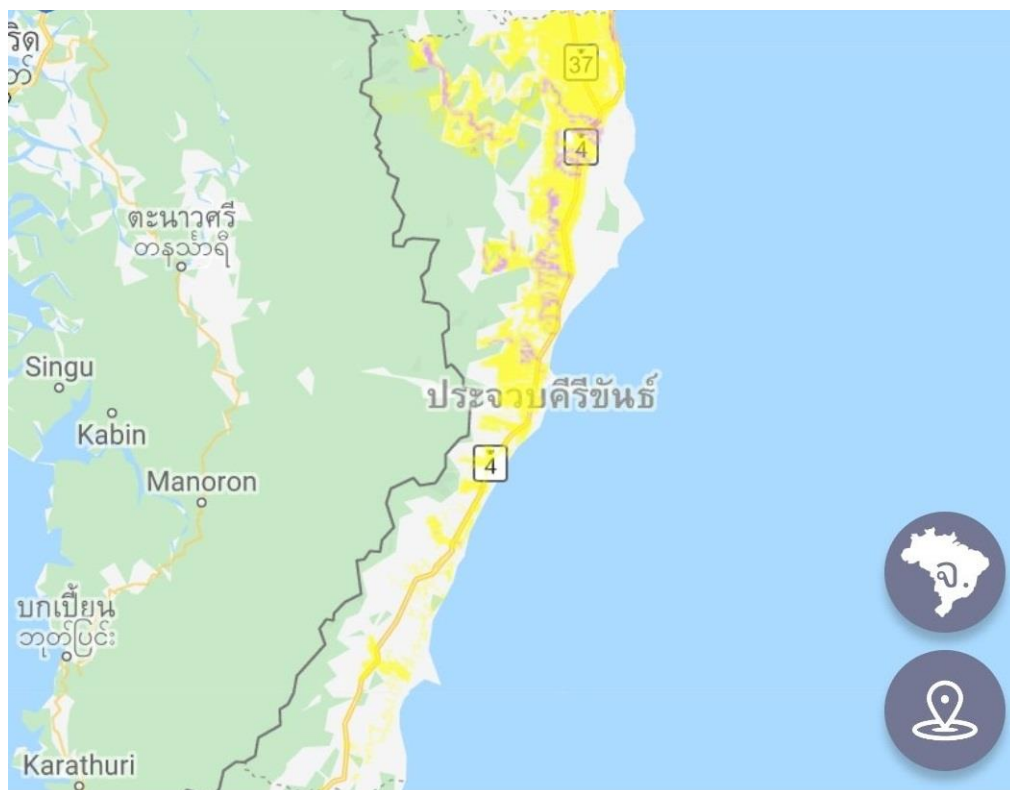 ริด
37
4
ตะนาวศรี
တနင်္သာရီ
Singu
ประจวบคีรีขันธ์
Kabin
4
Manoron
จ.
บกเปี้ยน
ဘုတ်ပြင်း
Karathuri